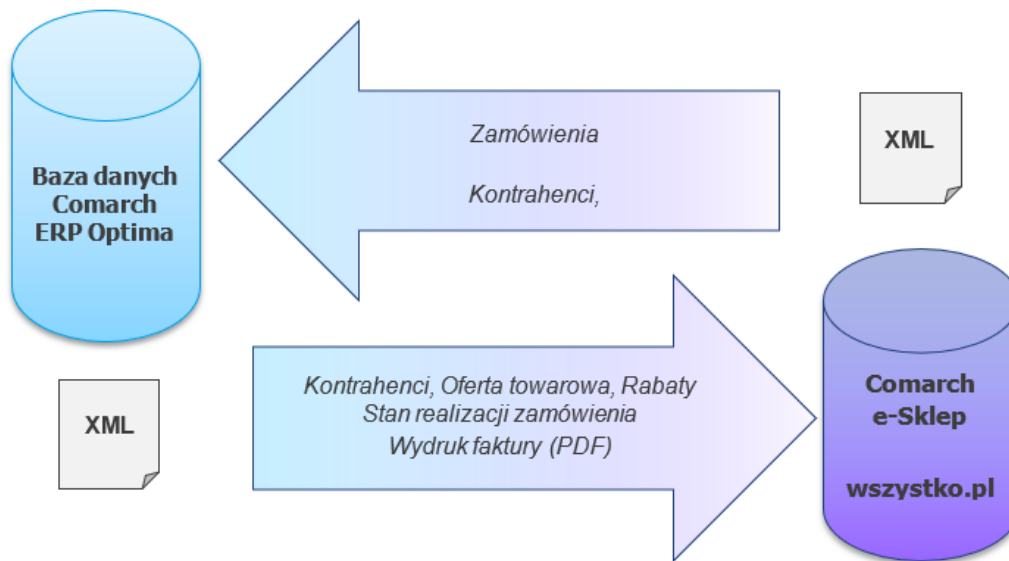 Baza danych
Comarch
ERP Optima
Zamówienia
Kontrahenci,
XML
XML
Kontrahenci, Oferta towarowa, Rabaty
Stan realizacji zamówienia
Wydruk faktury (PDF)
Comarch
e-Sklep
wszystko.pl